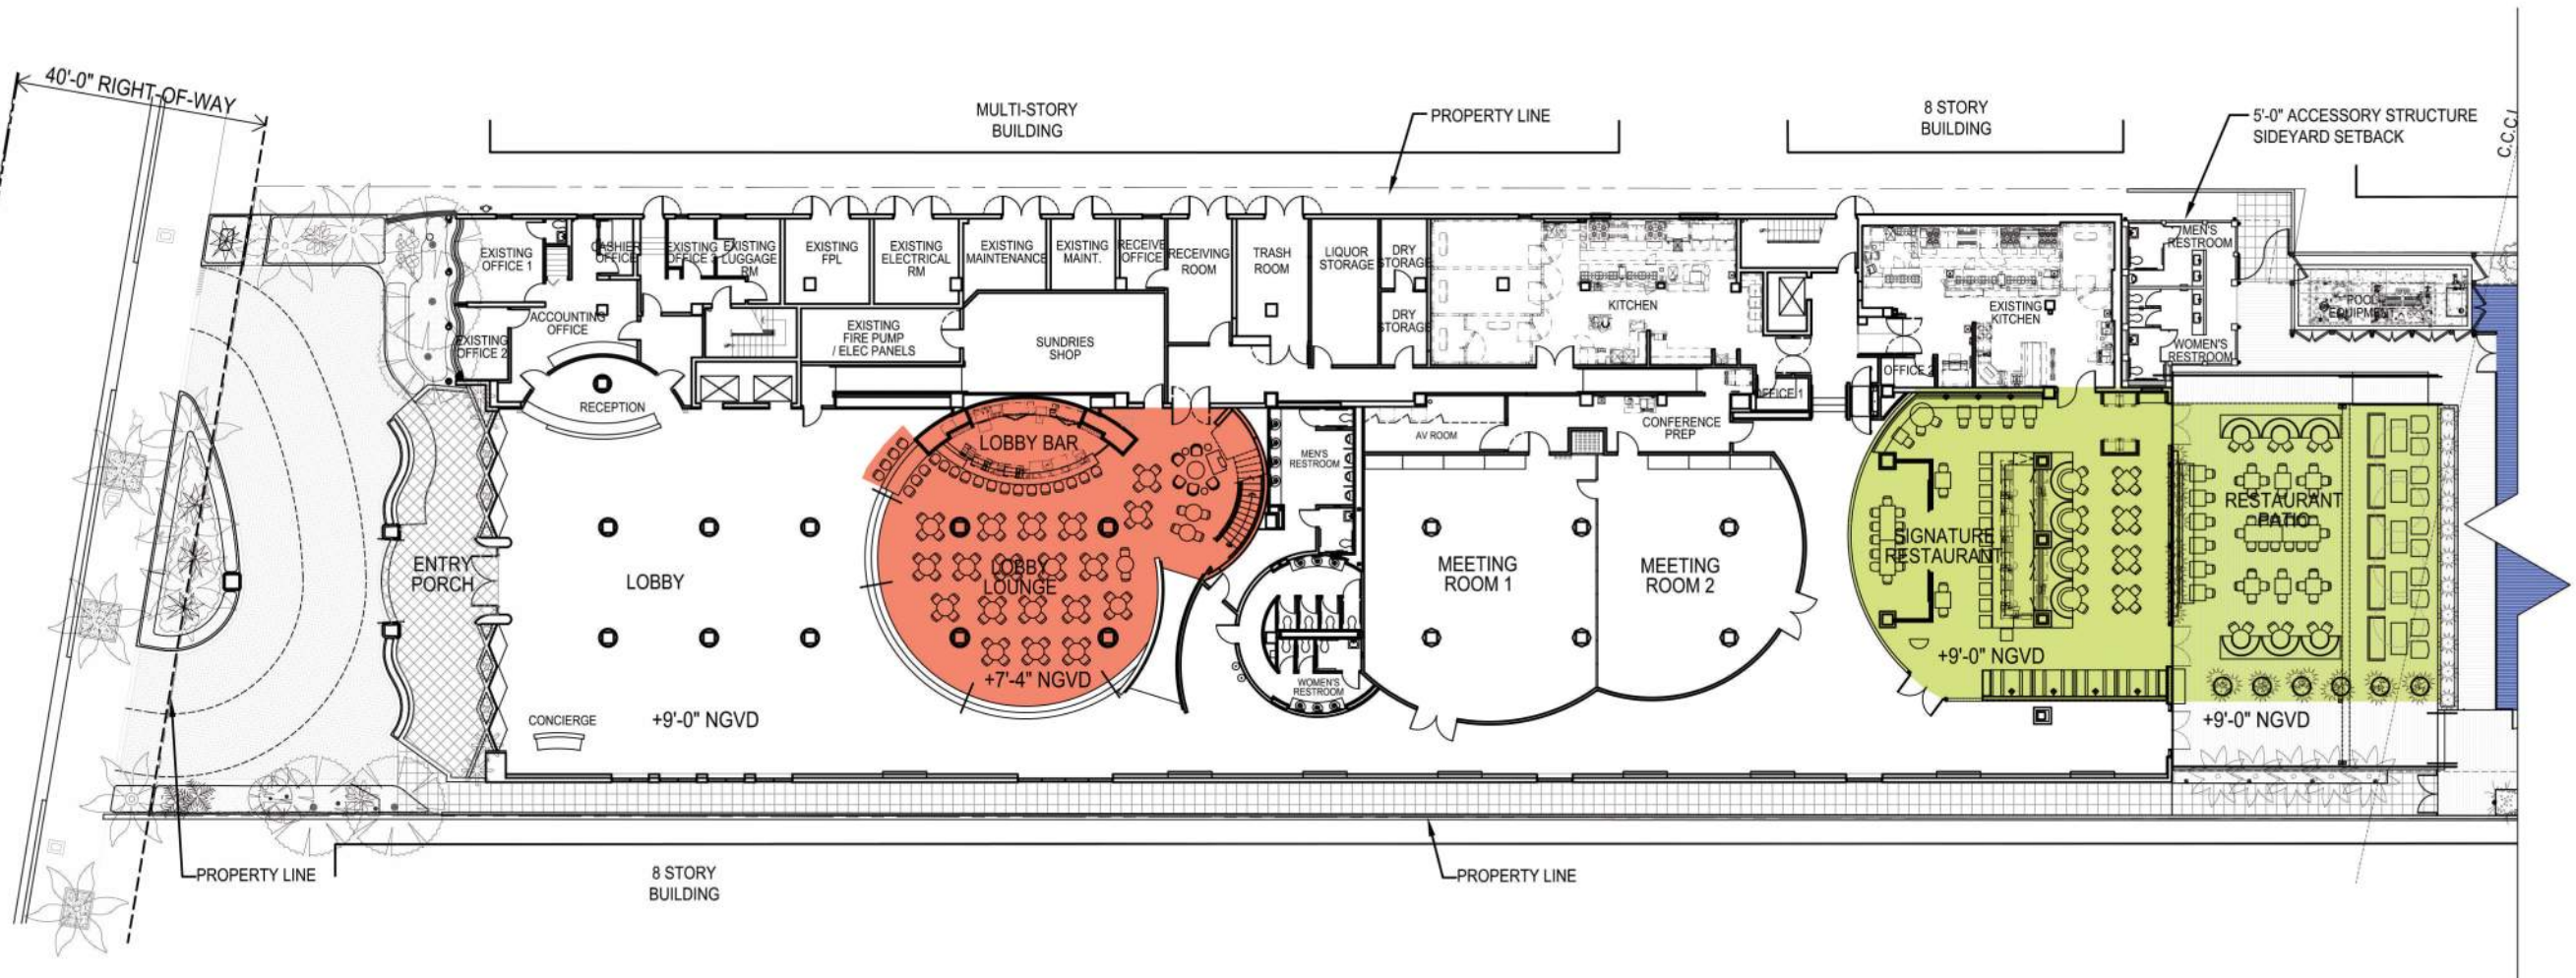 40'-0" RIGHT-OF-WAY
MULTI-STORY
BUILDING
PROPERTY LINE
8 STORY
BUILDING
5'-0" ACCESSORY STRUCTURE
SIDEYARD SETBACK
C.C.C.L
EXISTING
OFFICE 1
CASHIER
OFFICE
EXISTING
OFFICE 3
EXISTING
LUGGAGE
RM
EXISTING
FPL
EXISTING
ELECTRICAL
RM
EXISTING
MAINTENANCE
EXISTING
MAINT.
RECEIVE
OFFICE
RECEIVING
ROOM
TRASH
ROOM
LIQUOR
STORAGE
DRY
STORAGE
DRY
STORAGE
KITCHEN
EXISTING
KITCHEN
MEN'S
RESTROOM
WOMEN'S
RESTROOM
POOL
EQUIPMENT
ACCOUNTING
OFFICE
EXISTING
OFFICE 2
EXISTING
FIRE PUMP
/ ELEC PANELS
SUNDRIES
SHOP
OFFICE 2
OFFICE 1
RECEPTION
LOBBY BAR
MEN'S
RESTROOM
AV ROOM
CONFERENCE
PREP
ENTRY
PORCH
LOBBY
LOBBY
LOUNGE
MEETING
ROOM 1
MEETING
ROOM 2
SIGNATURE
RESTAURANT
RESTAURANT
PATIO
+9'-0" NGVD
+7'-4" NGVD
WOMEN'S
RESTROOM
CONCIERGE
+9'-0" NGVD
+9'-0" NGVD
PROPERTY LINE
8 STORY
BUILDING
PROPERTY LINE